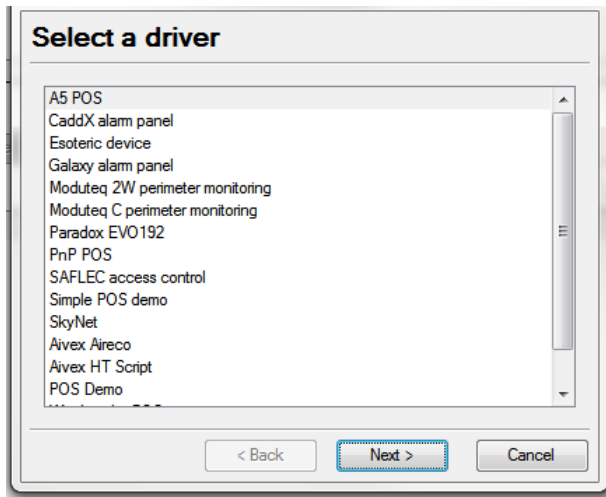 Select a driver
A5 POS
CaddX alarm panel
Esoteric device
Galaxy alarm panel
Moduteq 2W perimeter monitoring
Moduteq C perimeter monitoring
Paradox EVO192
PnP POS
SAFLEC access control
Simple POS demo
SkyNet
Aivex Aireco
Aivex HT Script
POS Demo
< Back
Next >
Cancel